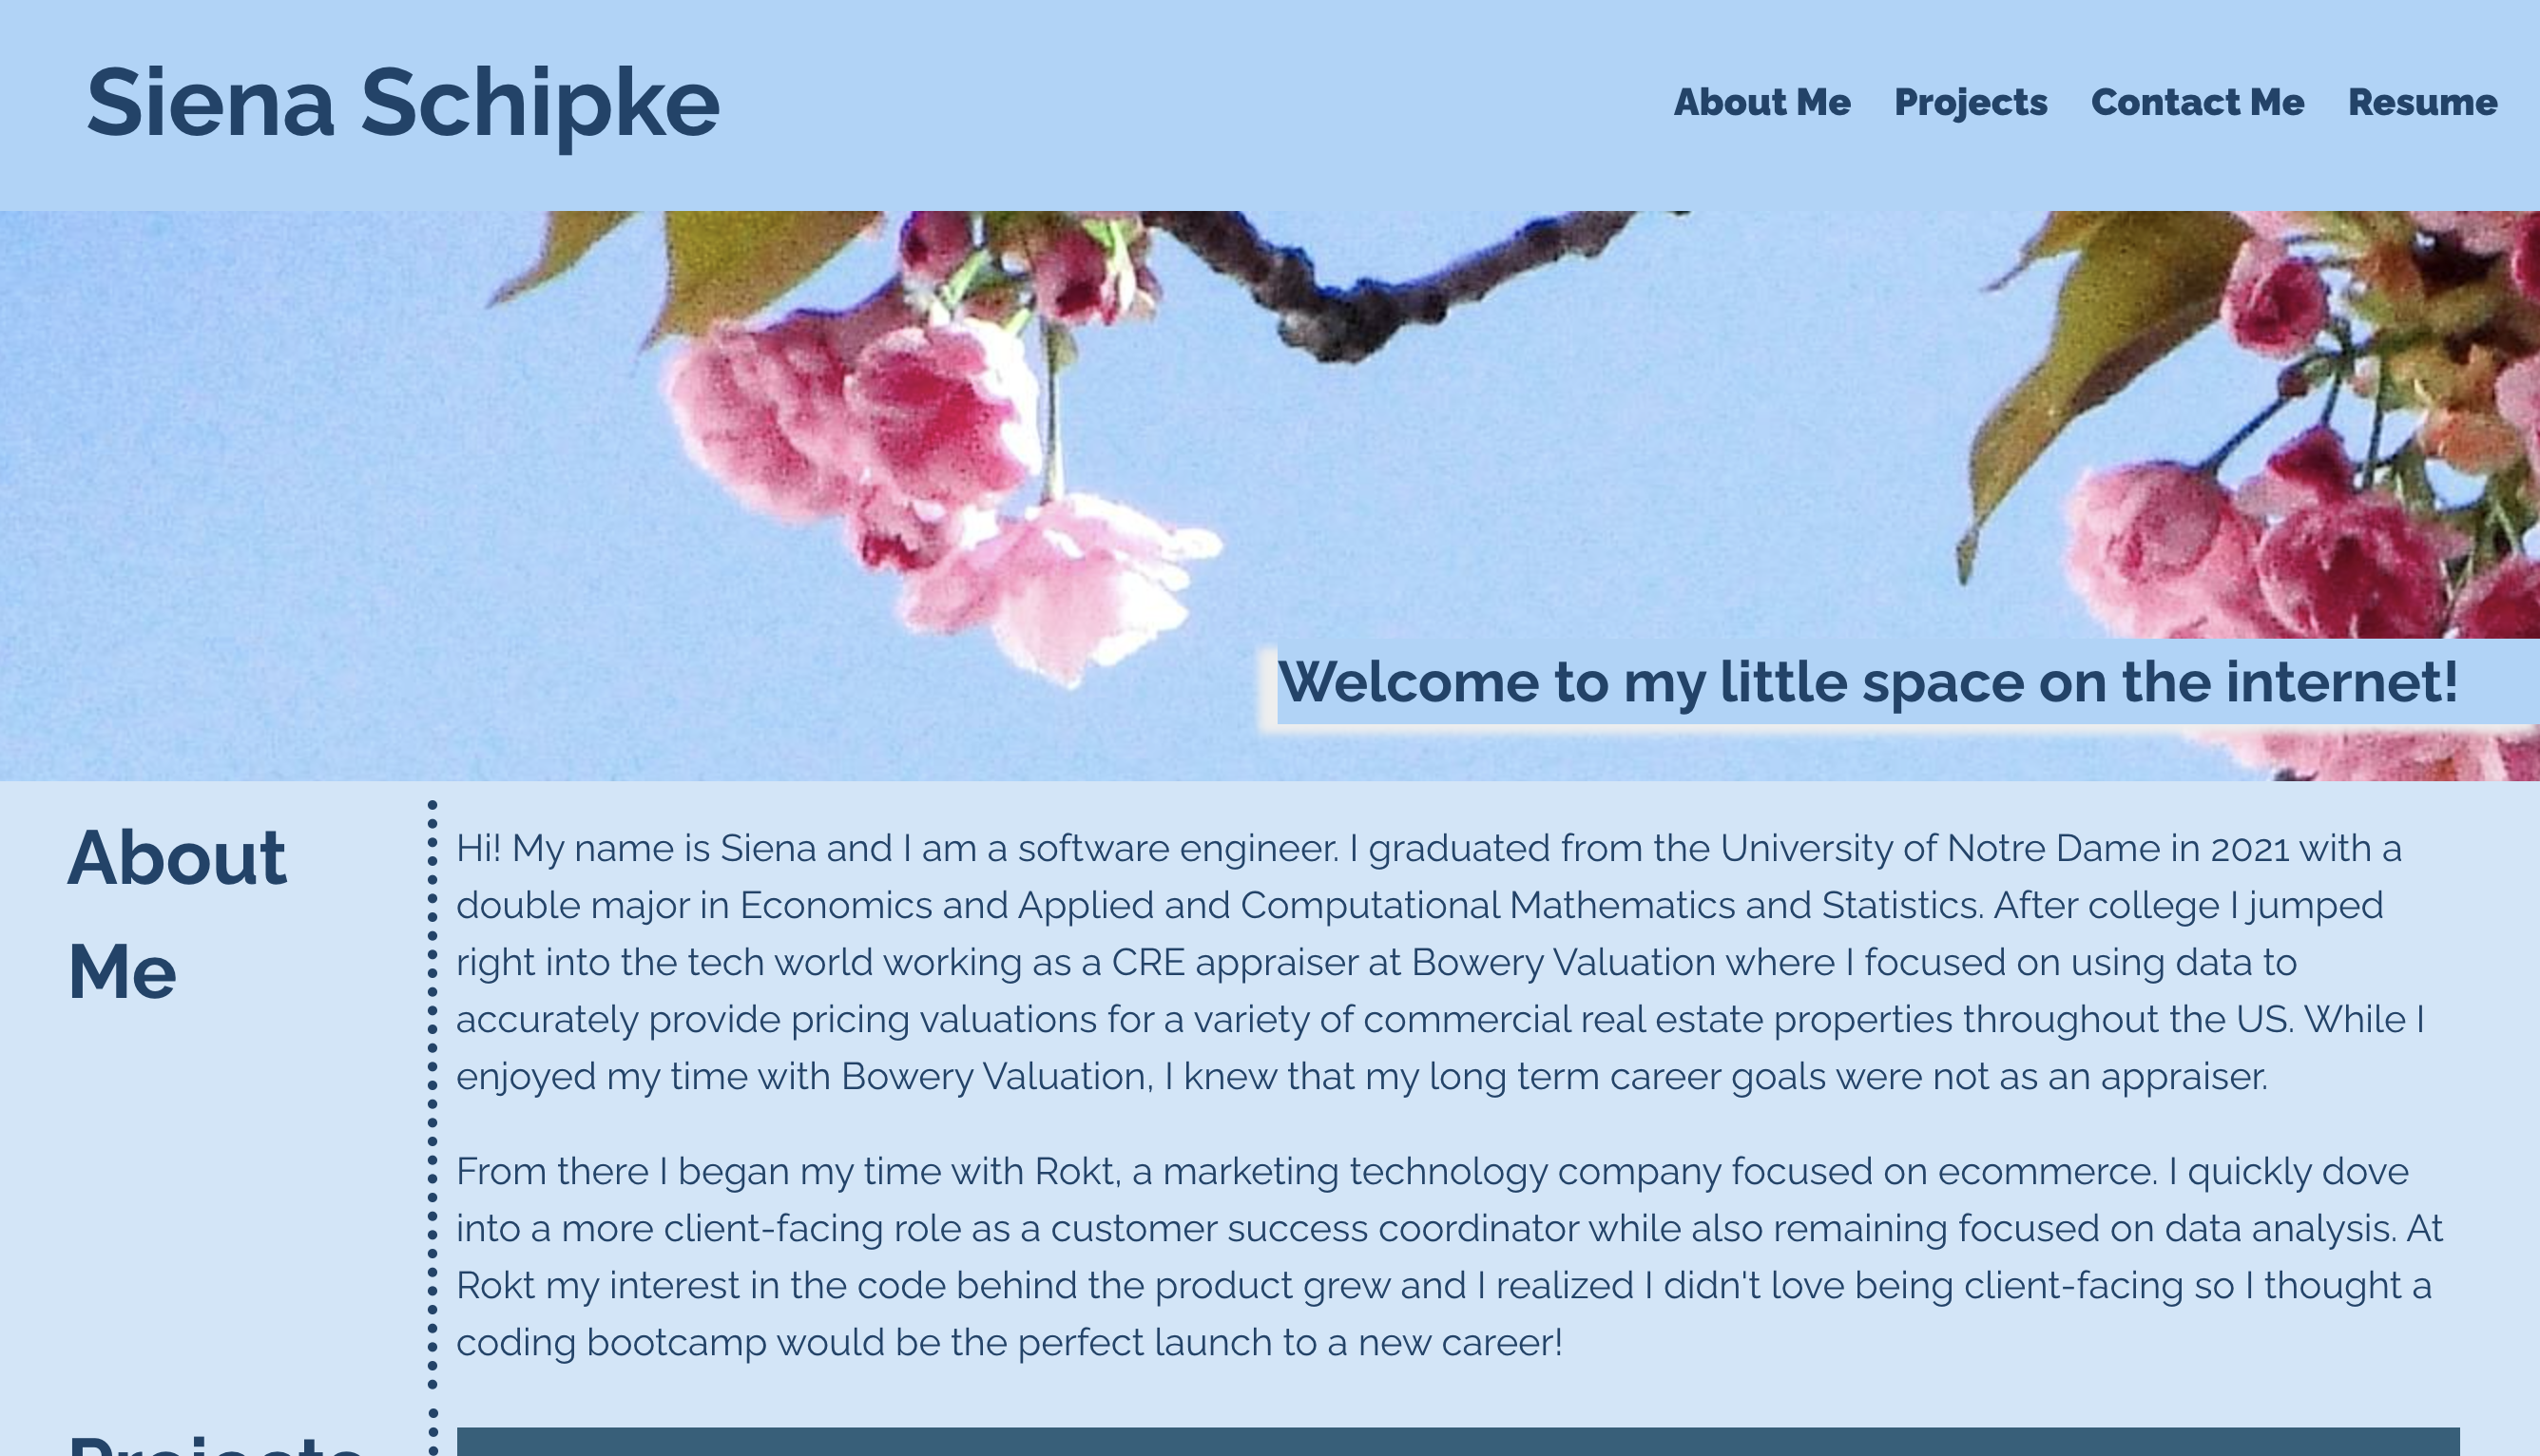 Siena Schipke
About Me Projects Contact Me Resume
Welcome to my little space on the internet!
About
Me
Hi! My name is Siena and I am a software engineer. I graduated from the University of Notre Dame in 2021 with a
double major in Economics and Applied and Computational Mathematics and Statistics. After college I jumped
right into the tech world working as a CRE appraiser at Bowery Valuation where I focused on using data to
accurately provide pricing valuations for a variety of commercial real estate properties throughout the US. While I
enjoyed my time with Bowery Valuation, I knew that my long term career goals were not as an appraiser.
From there I began my time with Rokt, a marketing technology company focused on ecommerce. I quickly dove
into a more client-facing role as a customer success coordinator while also remaining focused on data analysis. At
Rokt my interest in the code behind the product grew and I realized I didn't love being client-facing so I thought a
coding bootcamp would be the perfect launch to a new career!
Projects